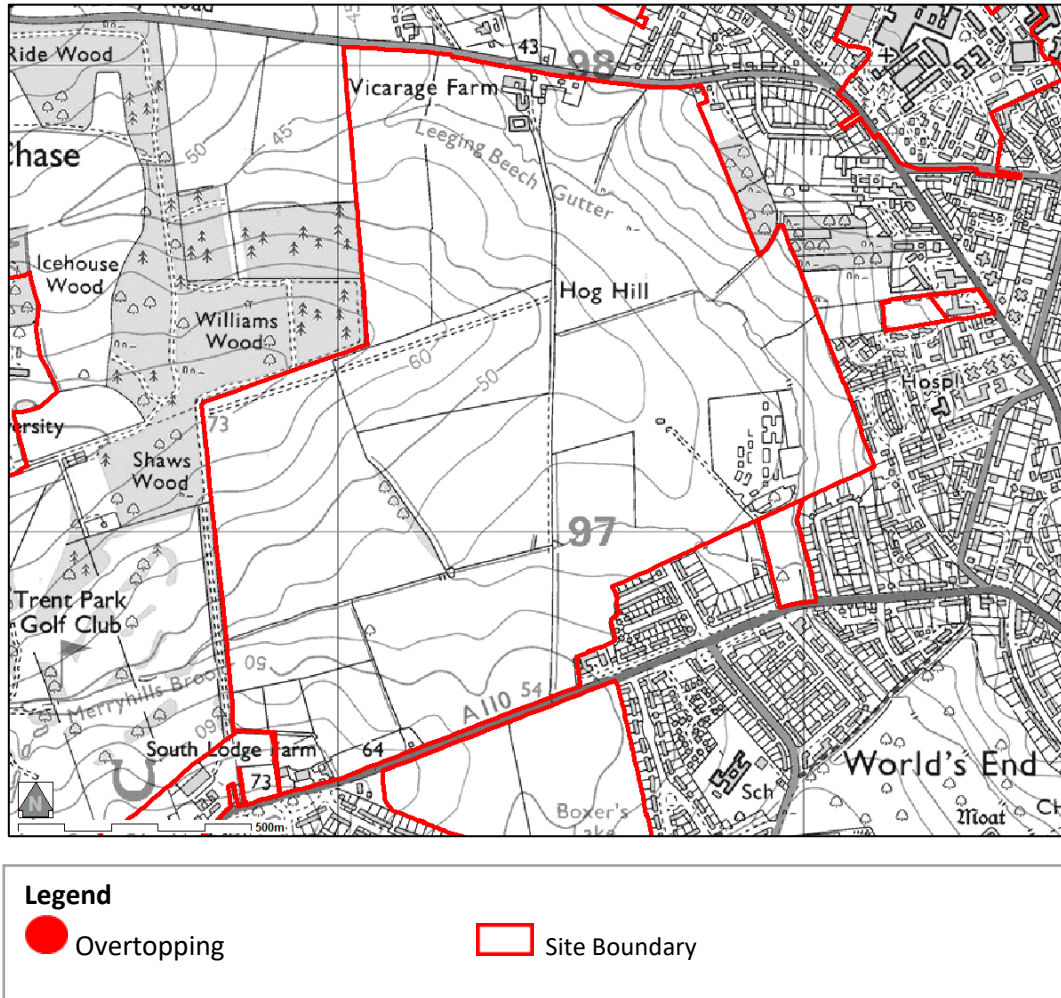 Ride Wood
43
98
45
Vicarage Farm
45
50
Chase
Leeging Beech
Gutter
Icehouse
Wood
Hog Hill
Williams
Wood
60
50
Hospl
ersity
73
Shaws
Wood
97
Trent Park
Golf Club
50
Merryhills Brook
54
A110
60
South Lodge Farm
64
73
World's End
Sch
Boxer's
Moat
N
500m
Legend
Overtopping
Site Boundary